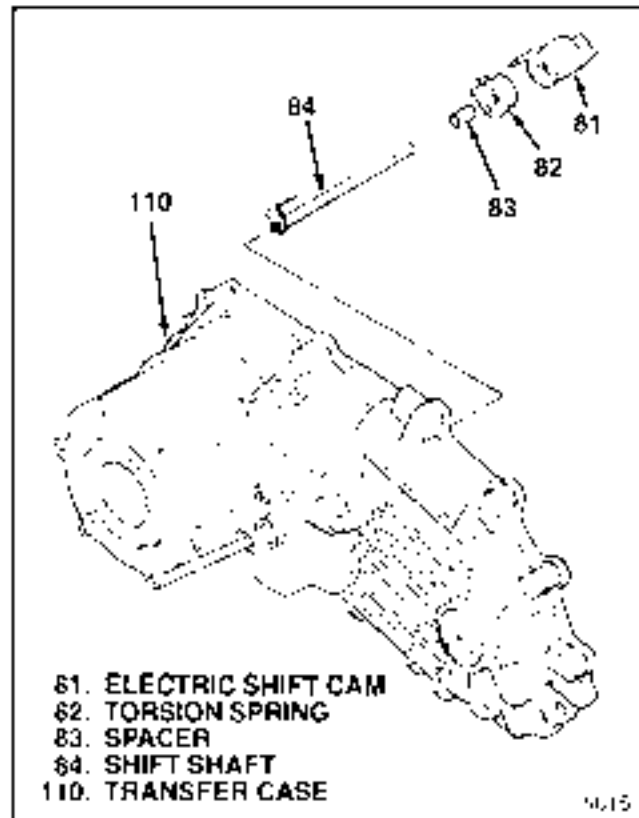 84
81
82
83
110
81. ELECTRIC SHIFT CAM
82. TORSION SPRING
83. SPACER
84. SHIFT SHAFT
110. TRANSFER CASE